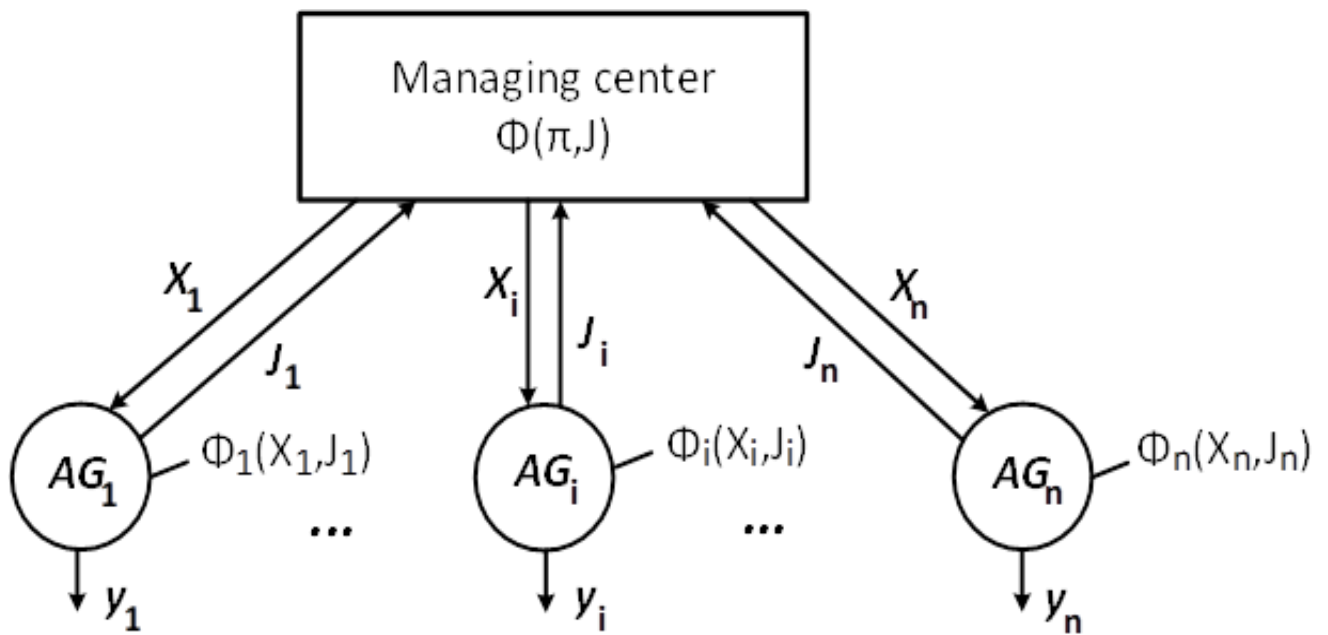 Managing center
Φ(π,J)
X₁
J₁
Xᵢ
Jᵢ
Jₙ
Xₙ
AG₁
Φ₁(X₁,J₁)
AGᵢ
Φᵢ(Xᵢ,Jᵢ)
AGₙ
Φₙ(Xₙ,Jₙ)
...
...
y₁
yᵢ
yₙ